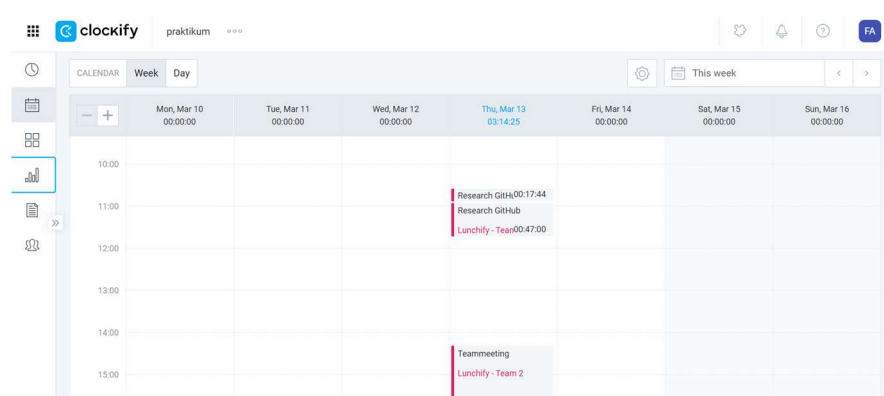 clockify praktikum
FA
CALENDAR Week Day This week
Mon, Mar 10 Tue, Mar 11 Wed, Mar 12 Thu, Mar 13 Fri, Mar 14 Sat, Mar 15 Sun, Mar 16
00:00:00 00:00:00 00:00:00 03:14:25 00:00:00 00:00:00 00:00:00
10:00
Research GitHu 00:17:44
11:00
Research GitHub
Lunchify - Team 00:47:00
12:00
13:00
14:00
Teammeeting
Lunchify - Team 2
15:00